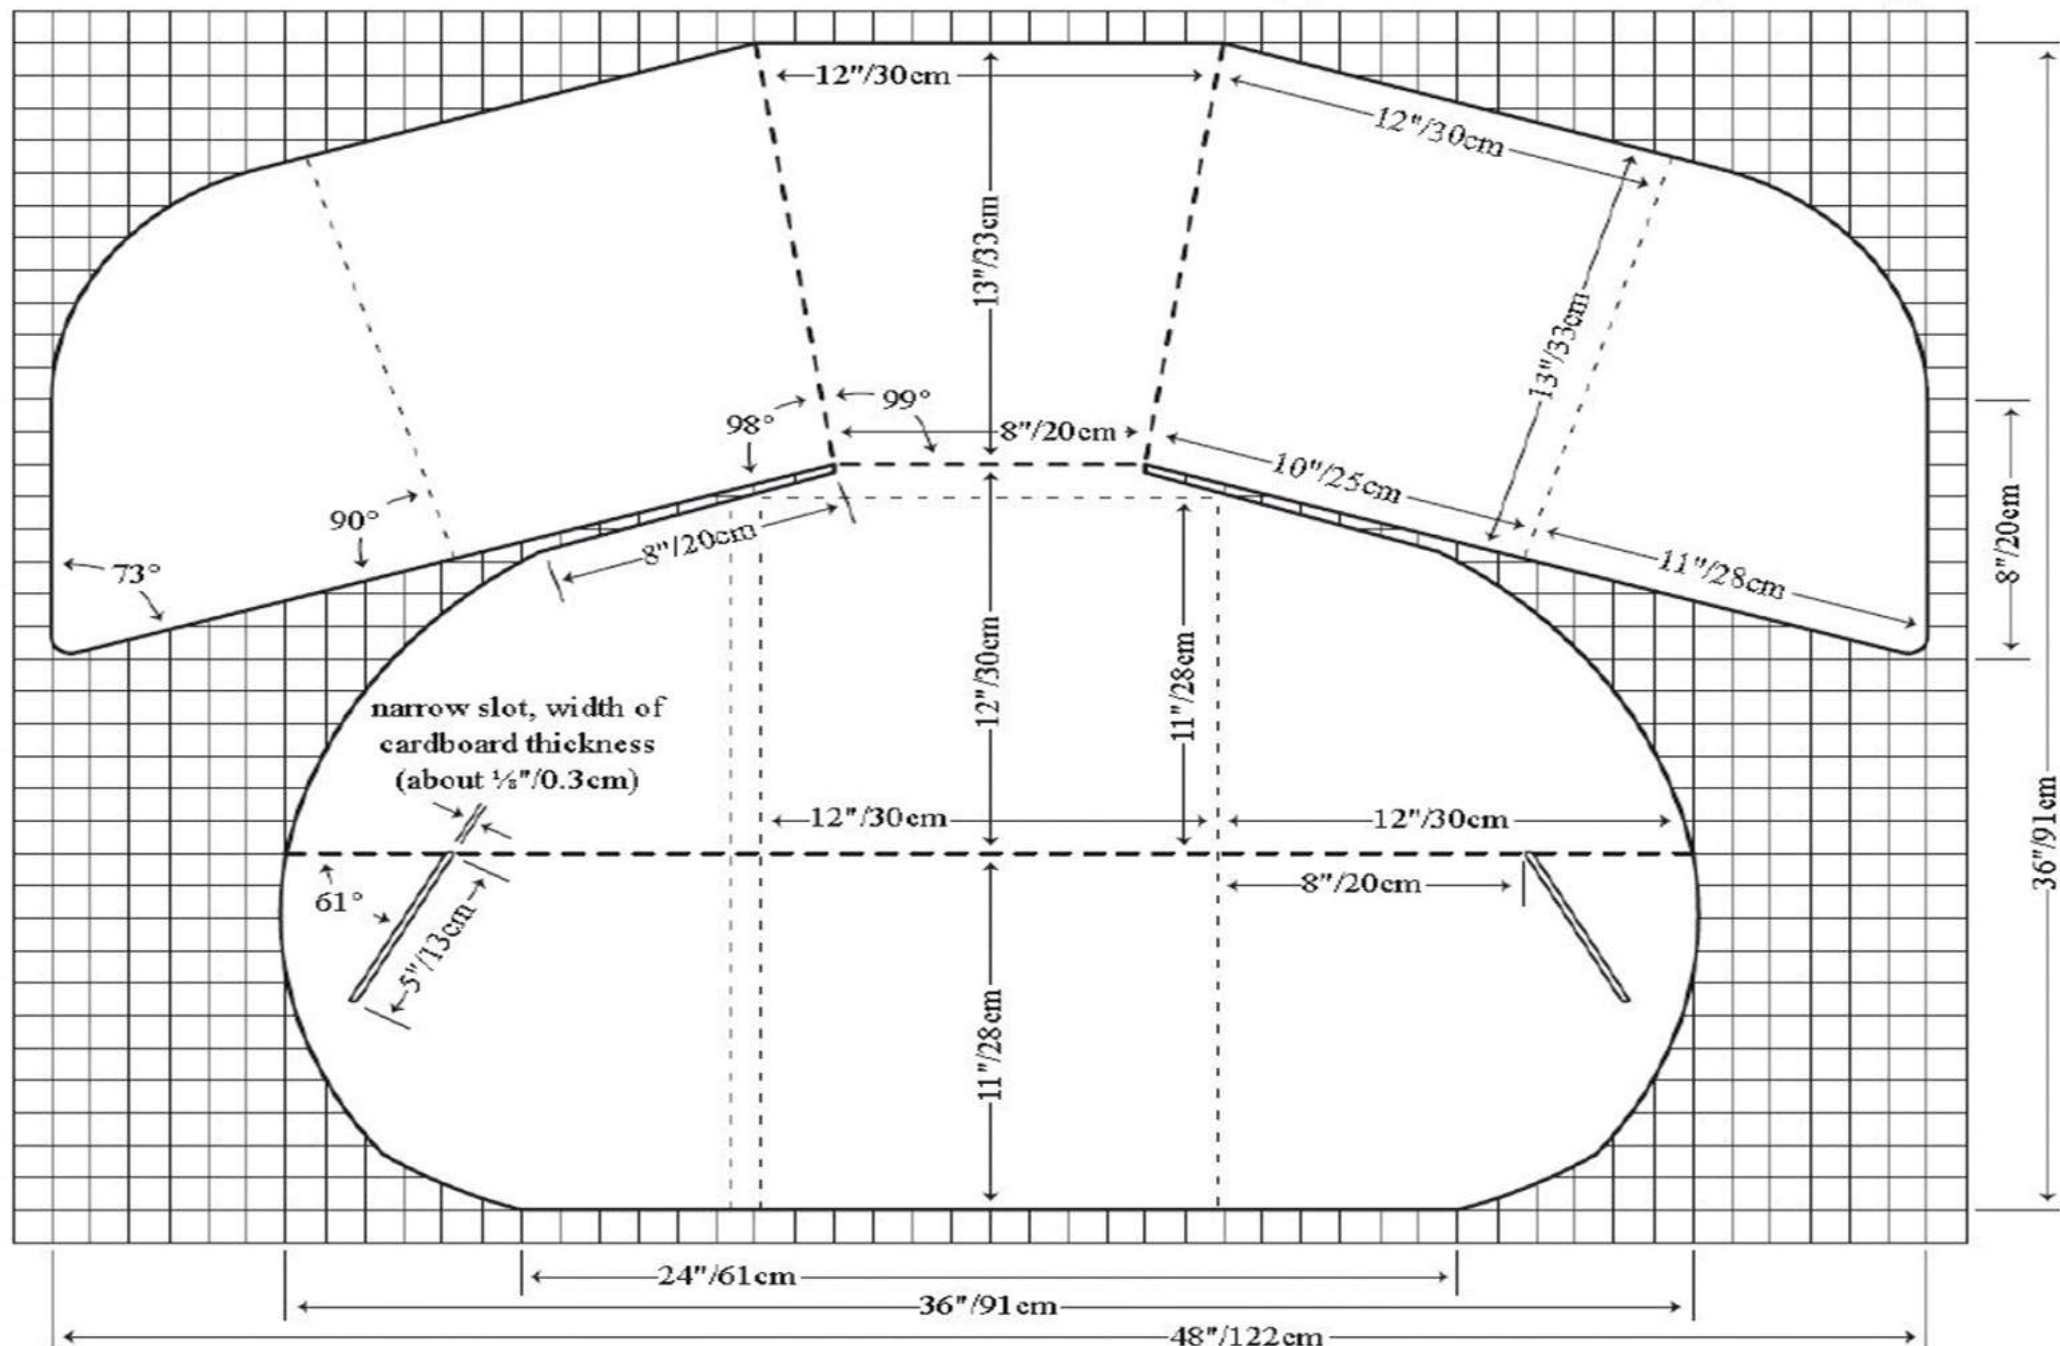 12"/30cm
12"/30cm
13"/33cm
13"/33cm
99°
98°
8"/20cm
10"/25cm
90°
8"/20cm
8"/20cm
73°
11"/28cm
12"/30cm
11"/28cm
narrow slot, width of
cardboard thickness
(about ⅛"/0.3cm)
12"/30cm
12"/30cm
36"/91cm
61°
8"/20cm
5"/13cm
11"/28cm
24"/61cm
36"/91cm
48"/122cm